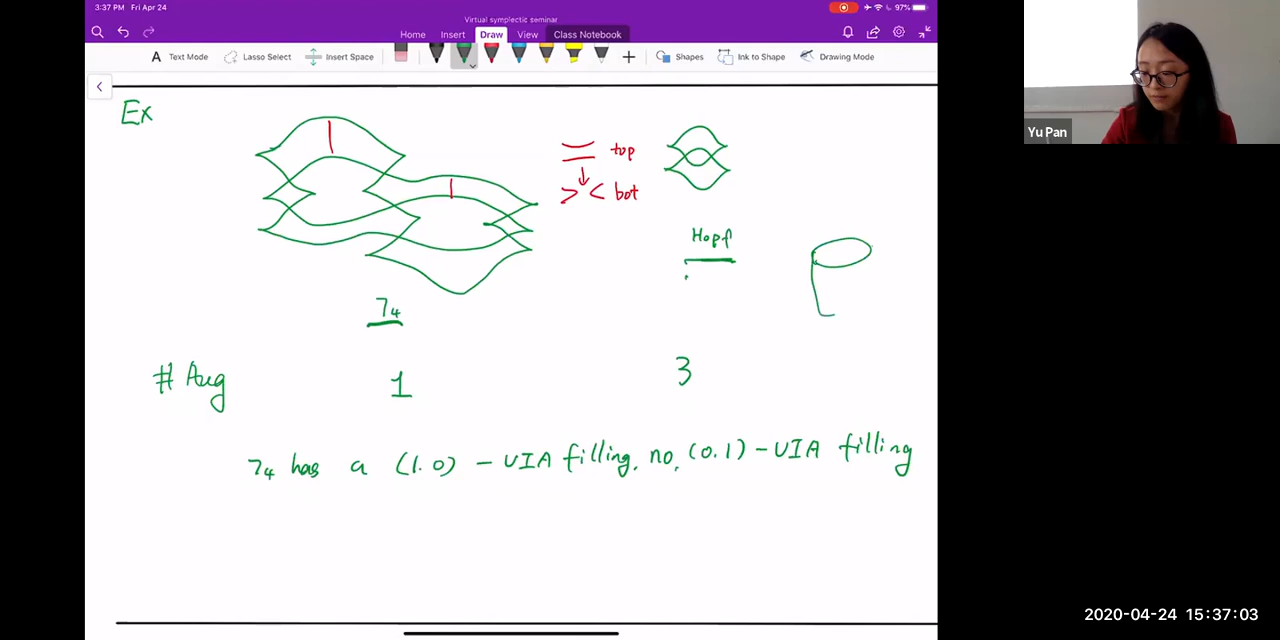 3:37 PM Fri Apr 24
97%
Virtual symplectic seminar
Home Insert Draw View Class Notebook
Text Mode Lasso Select Insert Space Shapes Ink to Shape Drawing Mode
Ex
top
bot
Hopf
7₄
# Aug 1 3
7₄ has a (1.0) - UIA filling, no, (0.1) - UIA filling
Yu Pan
2020-04-24 15:37:03